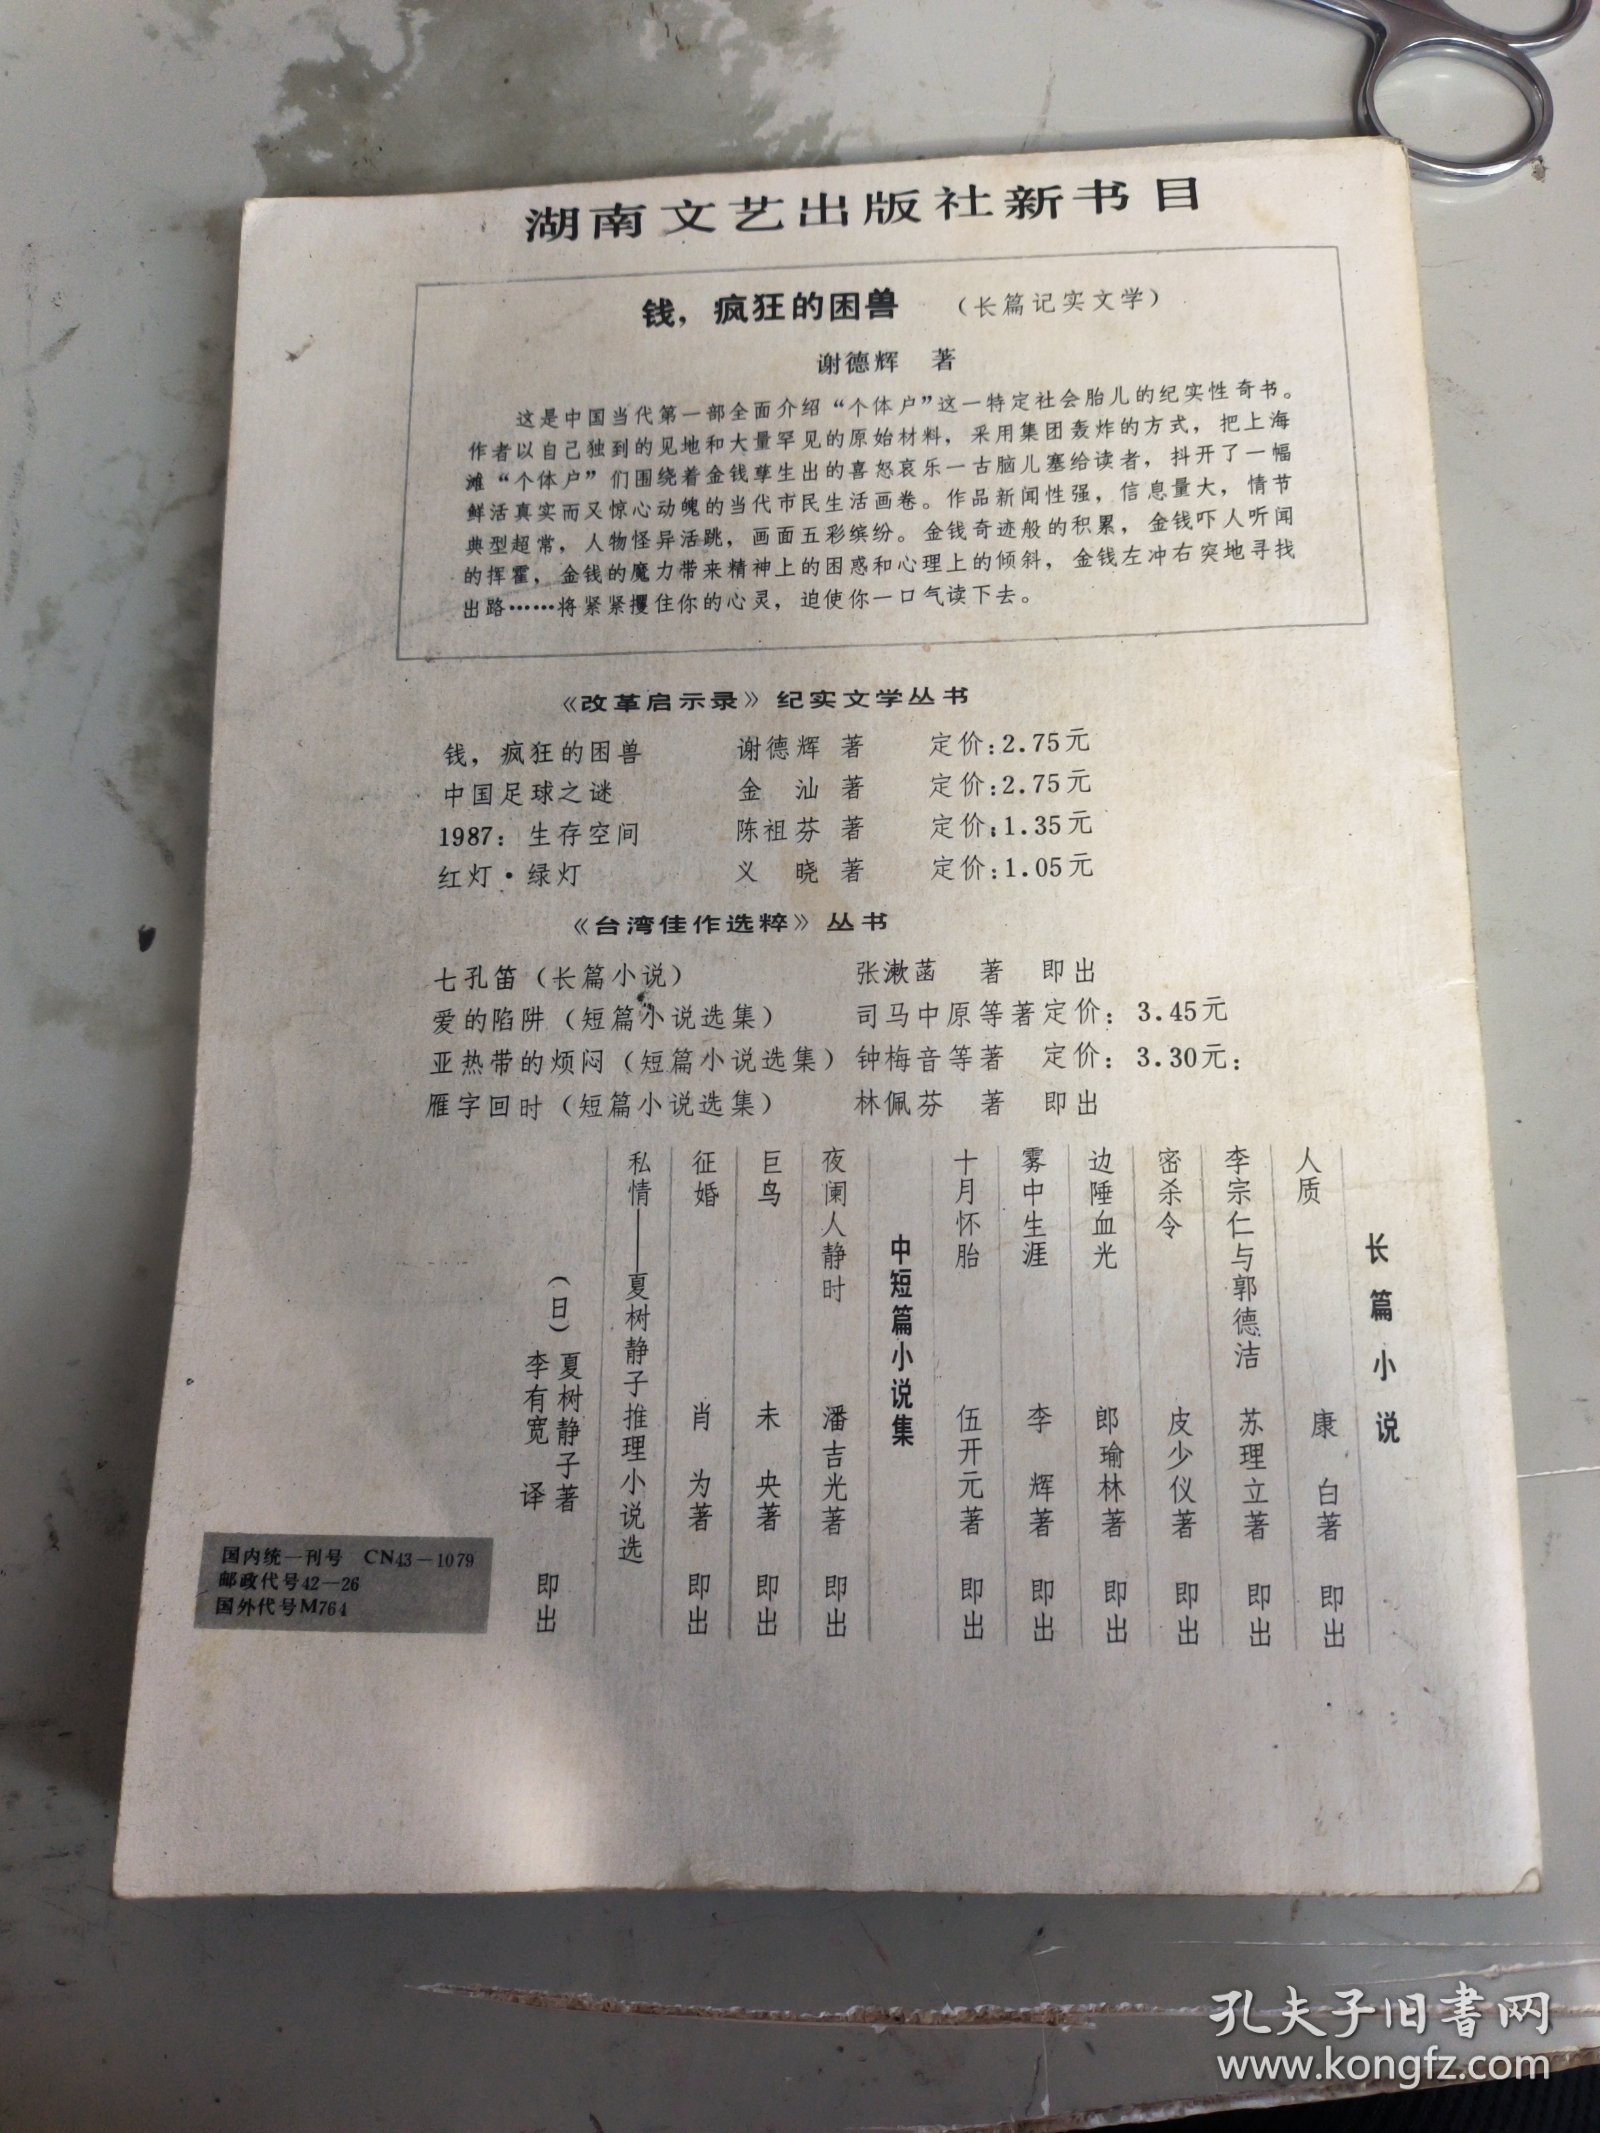 湖南文艺出版社新书目
钱，疯狂的困兽 （长篇记实文学）
谢德辉 著
这是中国当代第一部全面介绍“个体户”这一特定社会胎儿的纪实性奇书。
作者以自己独到的见地和大量罕见的原始材料，采用集团轰炸的方式，把上海
滩“个体户”们围绕着金钱孽生出的喜怒哀乐一古脑儿塞给读者，抖开了一幅
鲜活真实而又惊心动魄的当代市民生活画卷。作品新闻性强，信息量大，情节
典型超常，人物怪异活跳，画面五彩缤纷。金钱奇迹般的积累，金钱吓人听闻
的挥霍，金钱的魔力带来精神上的困惑和心理上的倾斜，金钱左冲右突地寻找
出路……将紧紧攫住你的心灵，迫使你一口气读下去。
《改革启示录》纪实文学丛书
钱，疯狂的困兽 谢德辉 著 定价：2.75元
中国足球之谜 金 汕 著 定价：2.75元
1987：生存空间 陈祖芬 著 定价：1.35元
红灯·绿灯 义 晓 著 定价：1.05元
《台湾佳作选粹》丛书
七孔笛（长篇小说） 张漱菡 著 即出
爱的陷阱（短篇小说选集） 司马中原等著 定价：3.45元
亚热带的烦闷（短篇小说选集） 钟梅音等著 定价：3.30元：
雁字回时（短篇小说选集） 林佩芬 著 即出
长篇小说
人质 康 白著 即出
李宗仁与郭德洁 苏理立著 即出
密杀令 皮少仪著 即出
边陲血光 郎瑜林著 即出
雾中生涯 李 辉著 即出
十月怀胎 伍开元著 即出
中短篇小说集
夜阑人静时 潘吉光著 即出
巨鸟 未 央著 即出
征婚 肖 为著 即出
私情——夏树静子推理小说选
（日）夏树静子著
李有宽 译 即出
国内统一刊号 CN43－1079
邮政代号42—26
国外代号M764
孔夫子旧书网
www.kongfz.com